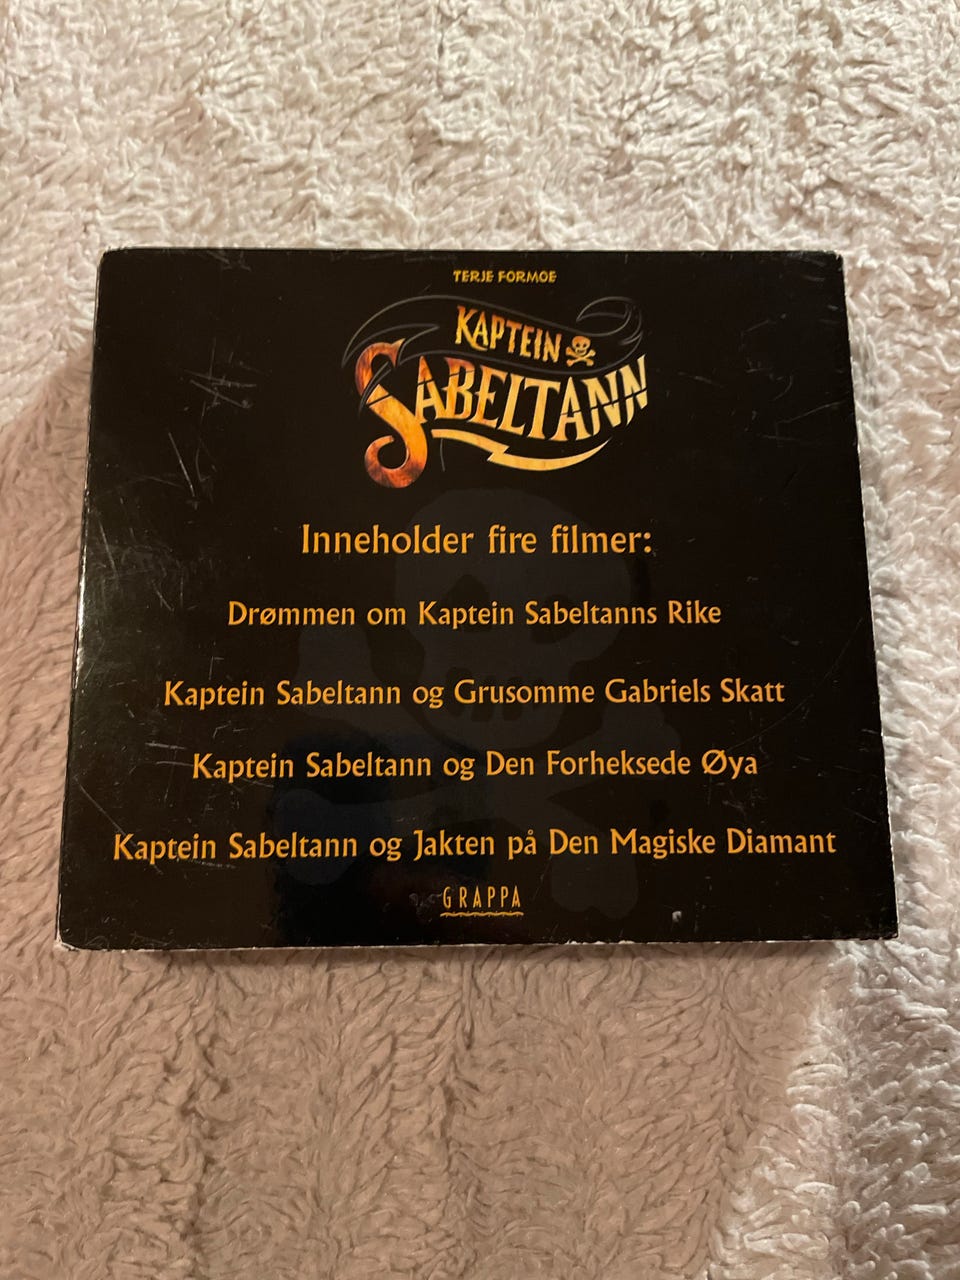 TERJE FORMOE
KAPTEIN
SABELTANN
Inneholder fire filmer:
Drømmen om Kaptein Sabeltanns Rike
Kaptein Sabeltann og Grusomme Gabriels Skatt
Kaptein Sabeltann og Den Forheksede Øya
Kaptein Sabeltann og Jakten på Den Magiske Diamant
GRAPPA